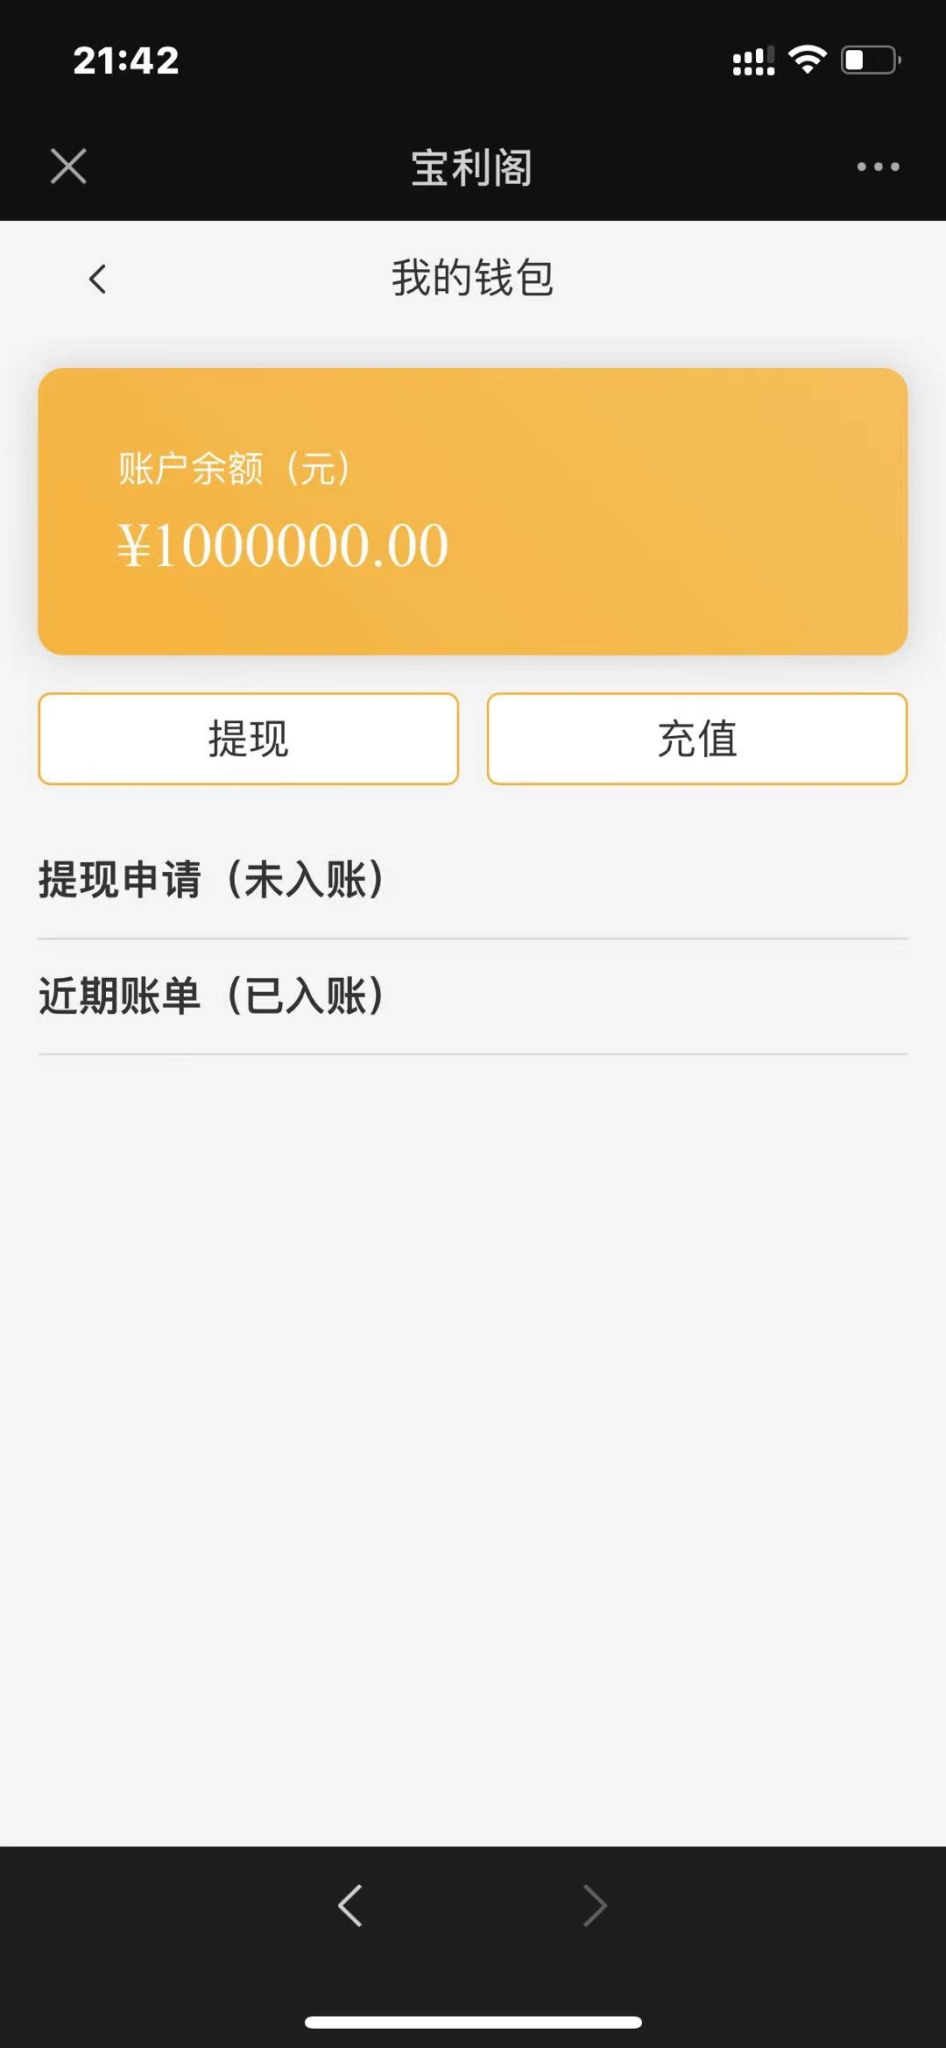 21:42
宝利阁
我的钱包
账户余额（元）
¥1000000.00
提现
充值
提现申请（未入账）
近期账单（已入账）